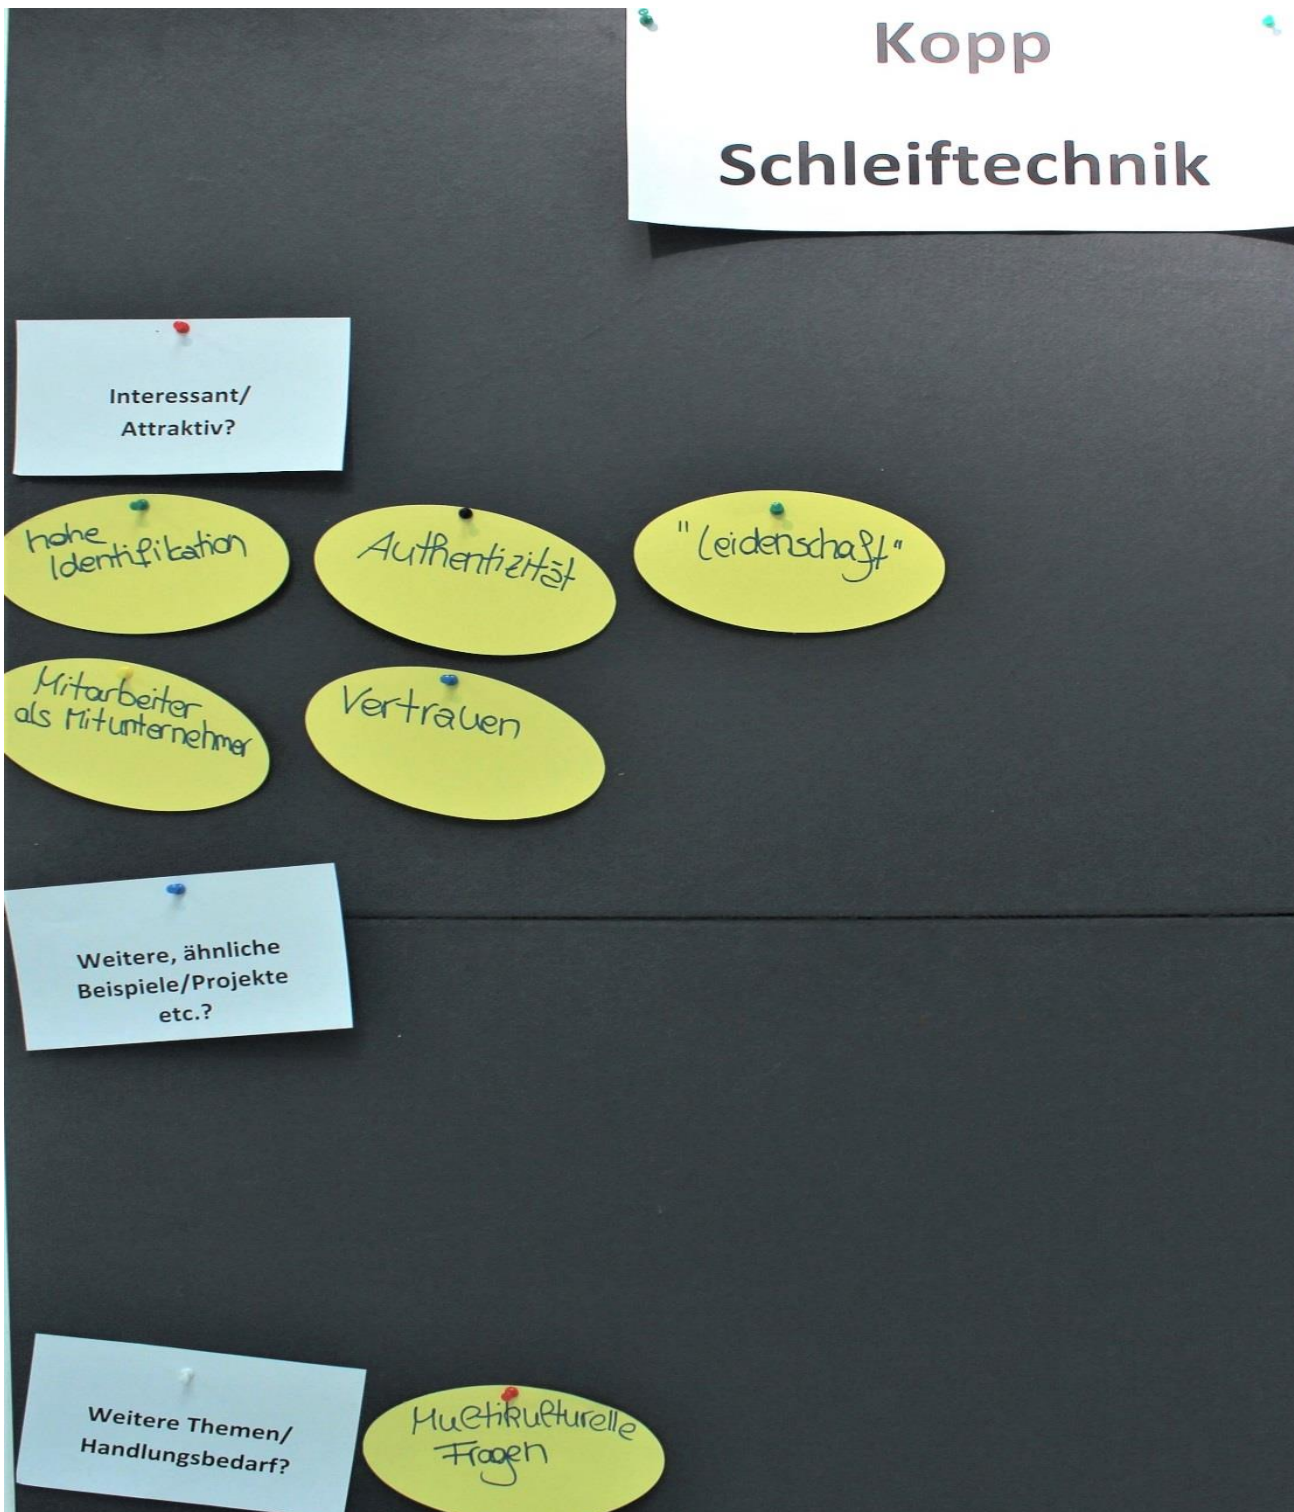 Kopp
Schleiftechnik
Interessant/
Attraktiv?
hohe
Identifikation
Authentizität
"Leidenschaft"
Mitarbeiter
als Mitunternehmer
Vertrauen
Weitere, ähnliche
Beispiele/Projekte
etc.?
Weitere Themen/
Handlungsbedarf?
Multikulturelle
Fragen